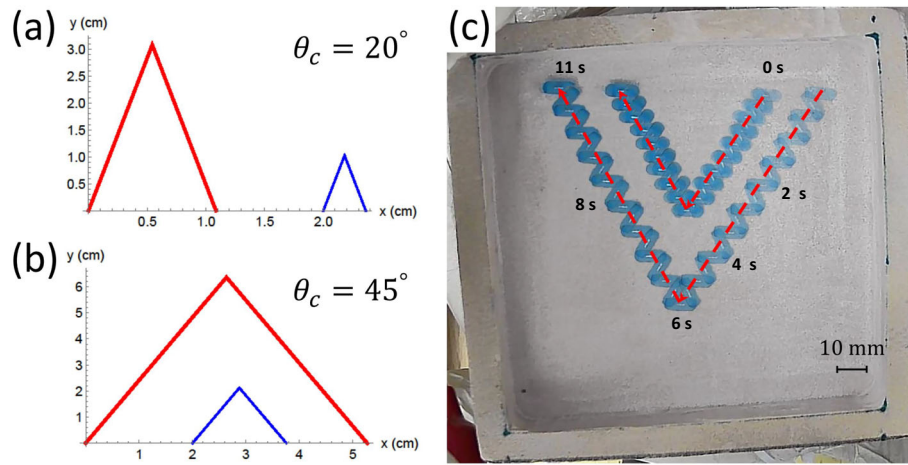 (a)
y (cm)
3.0
2.5
2.0
1.5
1.0
0.5
0.5
1.0
1.5
2.0
x (cm)
θc = 20°
(b)
y (cm)
6
5
4
3
2
1
1
2
3
4
5
x (cm)
θc = 45°
(c)
11 s
0 s
8 s
2 s
4 s
6 s
10 mm